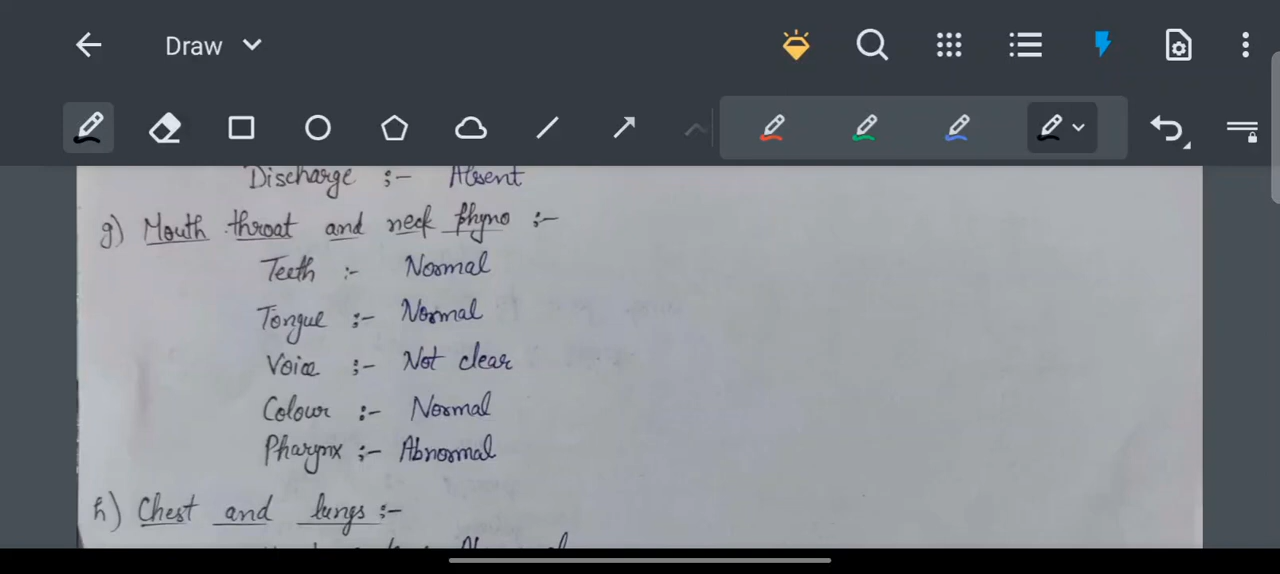 Draw
Discharge :- Absent
g) Mouth throat and neck phyno :-
Teeth :- Normal
Tongue :- Normal
Voice :- Not clear
Colour :- Normal
Pharynx :- Abnormal
h) Chest and lungs :-